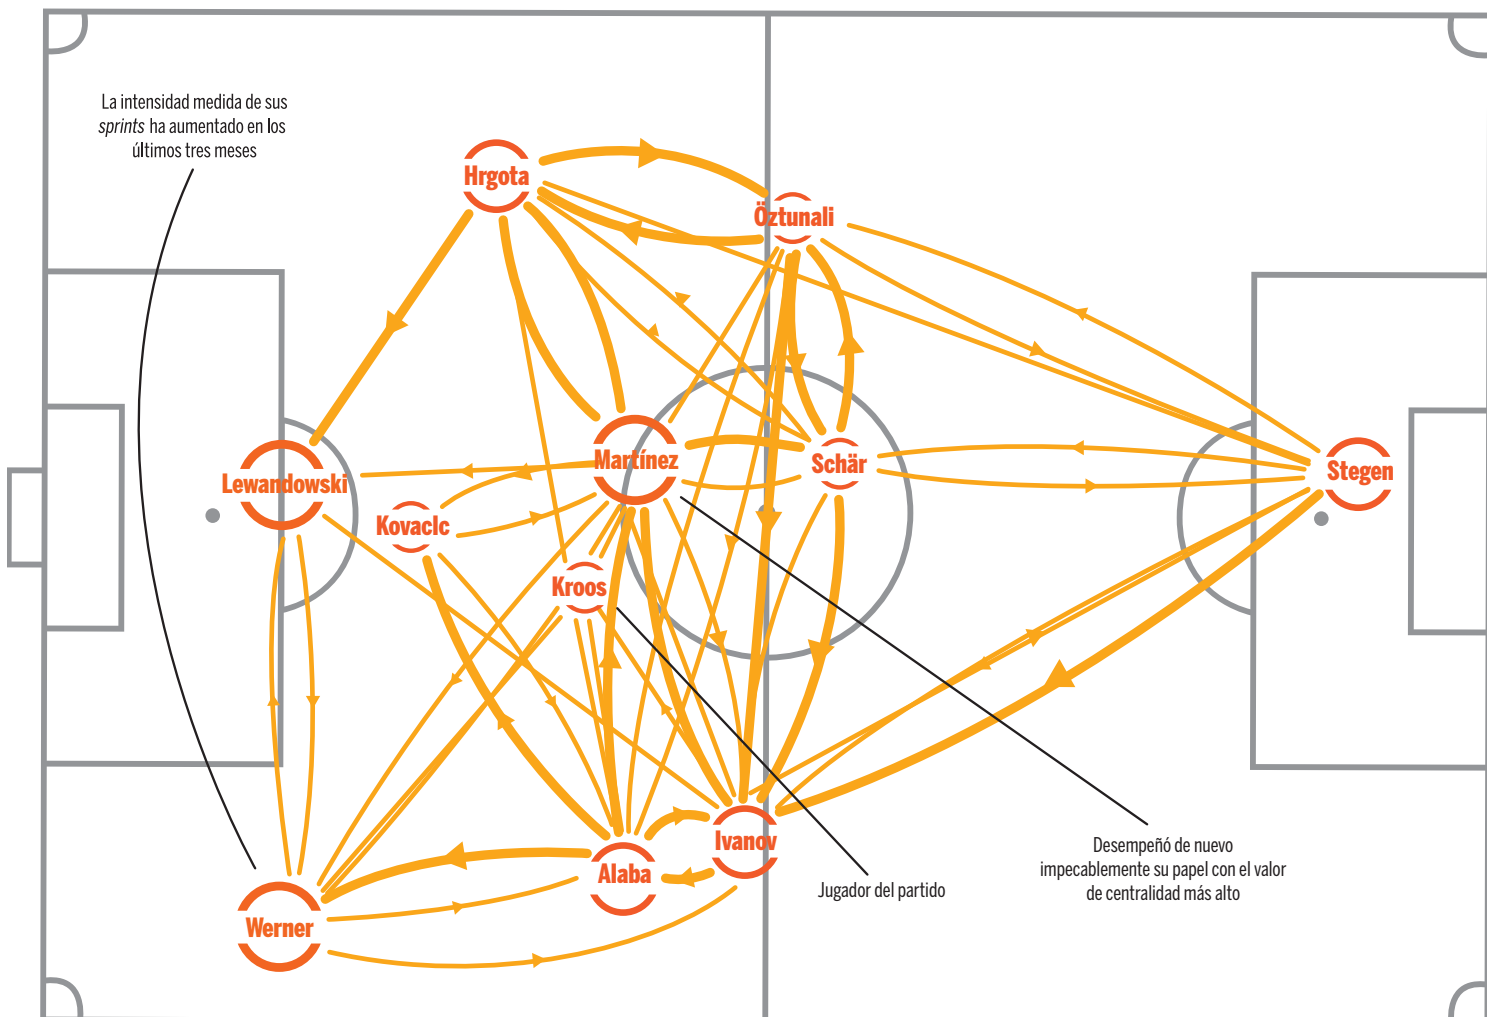 La intensidad medida de sus
sprints ha aumentado en los
últimos tres meses
Hrgota
Öztunali
Martínez
Schär
Stegen
Lewandowski
Kovaclc
Kroos
Ivanov
Alaba
Werner
Jugador del partido
Desempeñó de nuevo
impecablemente su papel con el valor
de centralidad más alto